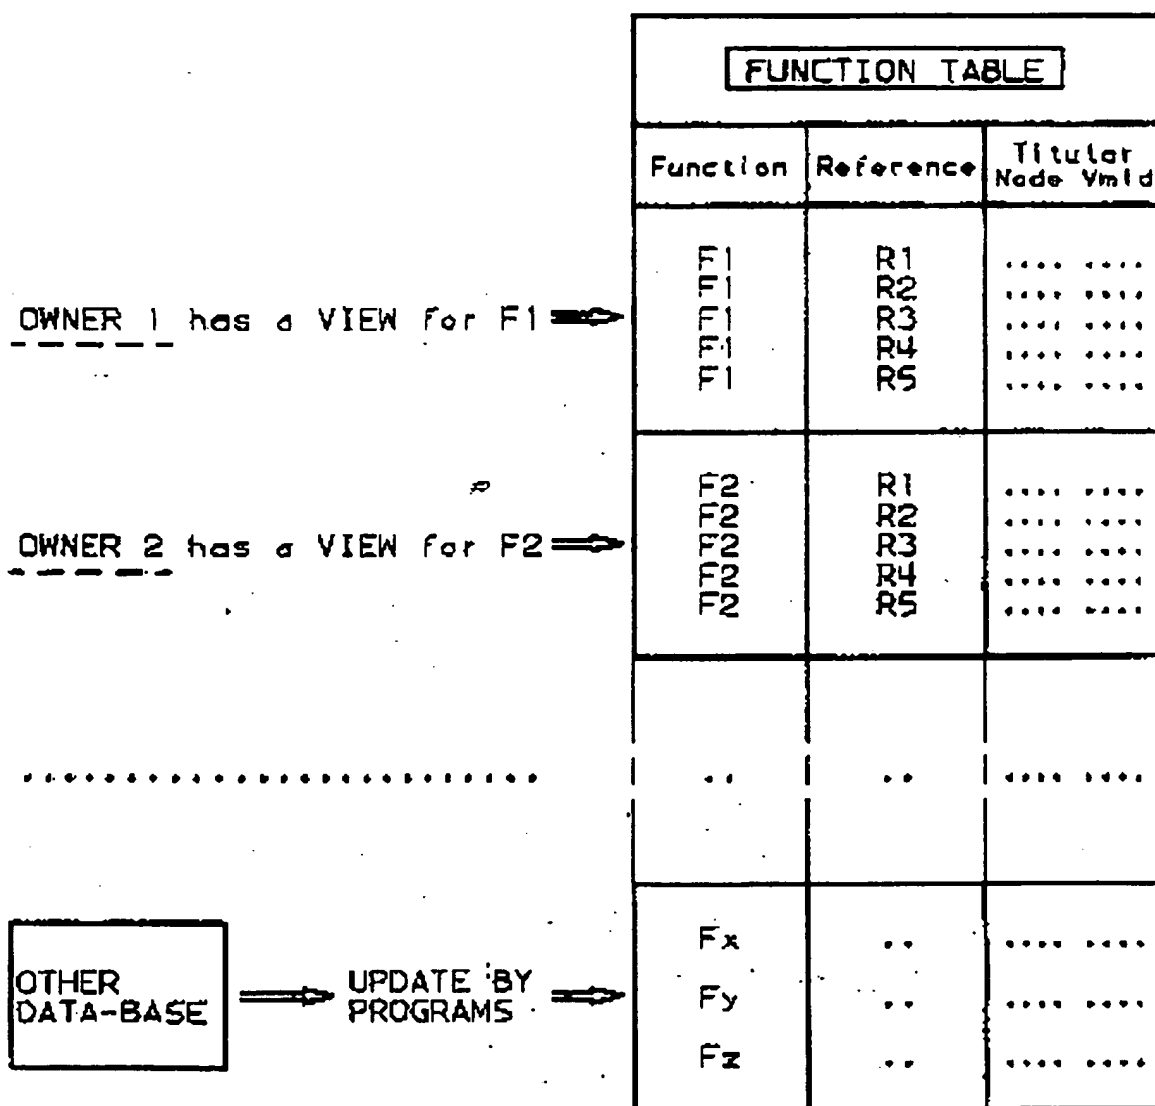 FUNCTION TABLE
Function Reference Titular Node Vmid
F1 R1 .... ....
F1 R2 .... ....
OWNER 1 has a VIEW for F1 F1 R3 .... ....
F1 R4 .... ....
F1 R5 .... ....
F2 R1 .... ....
F2 R2 .... ....
OWNER 2 has a VIEW for F2 F2 R3 .... ....
F2 R4 .... ....
F2 R5 .... ....
.......................... .. .. .... ....
Fx .. .... ....
OTHER DATA-BASE UPDATE BY PROGRAMS Fy .. .... ....
Fz .. .... ....